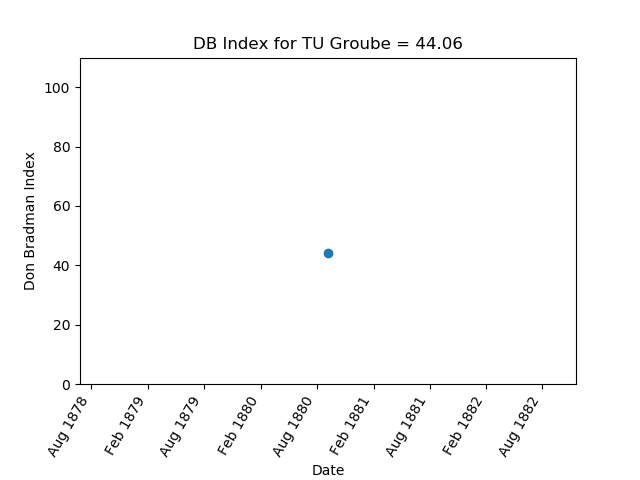 DB Index for TU Groube = 44.06
100
80
60
40
20
0
Don Bradman Index
Aug 1878
Feb 1879
Aug 1879
Feb 1880
Aug 1880
Feb 1881
Aug 1881
Feb 1882
Aug 1882
Date